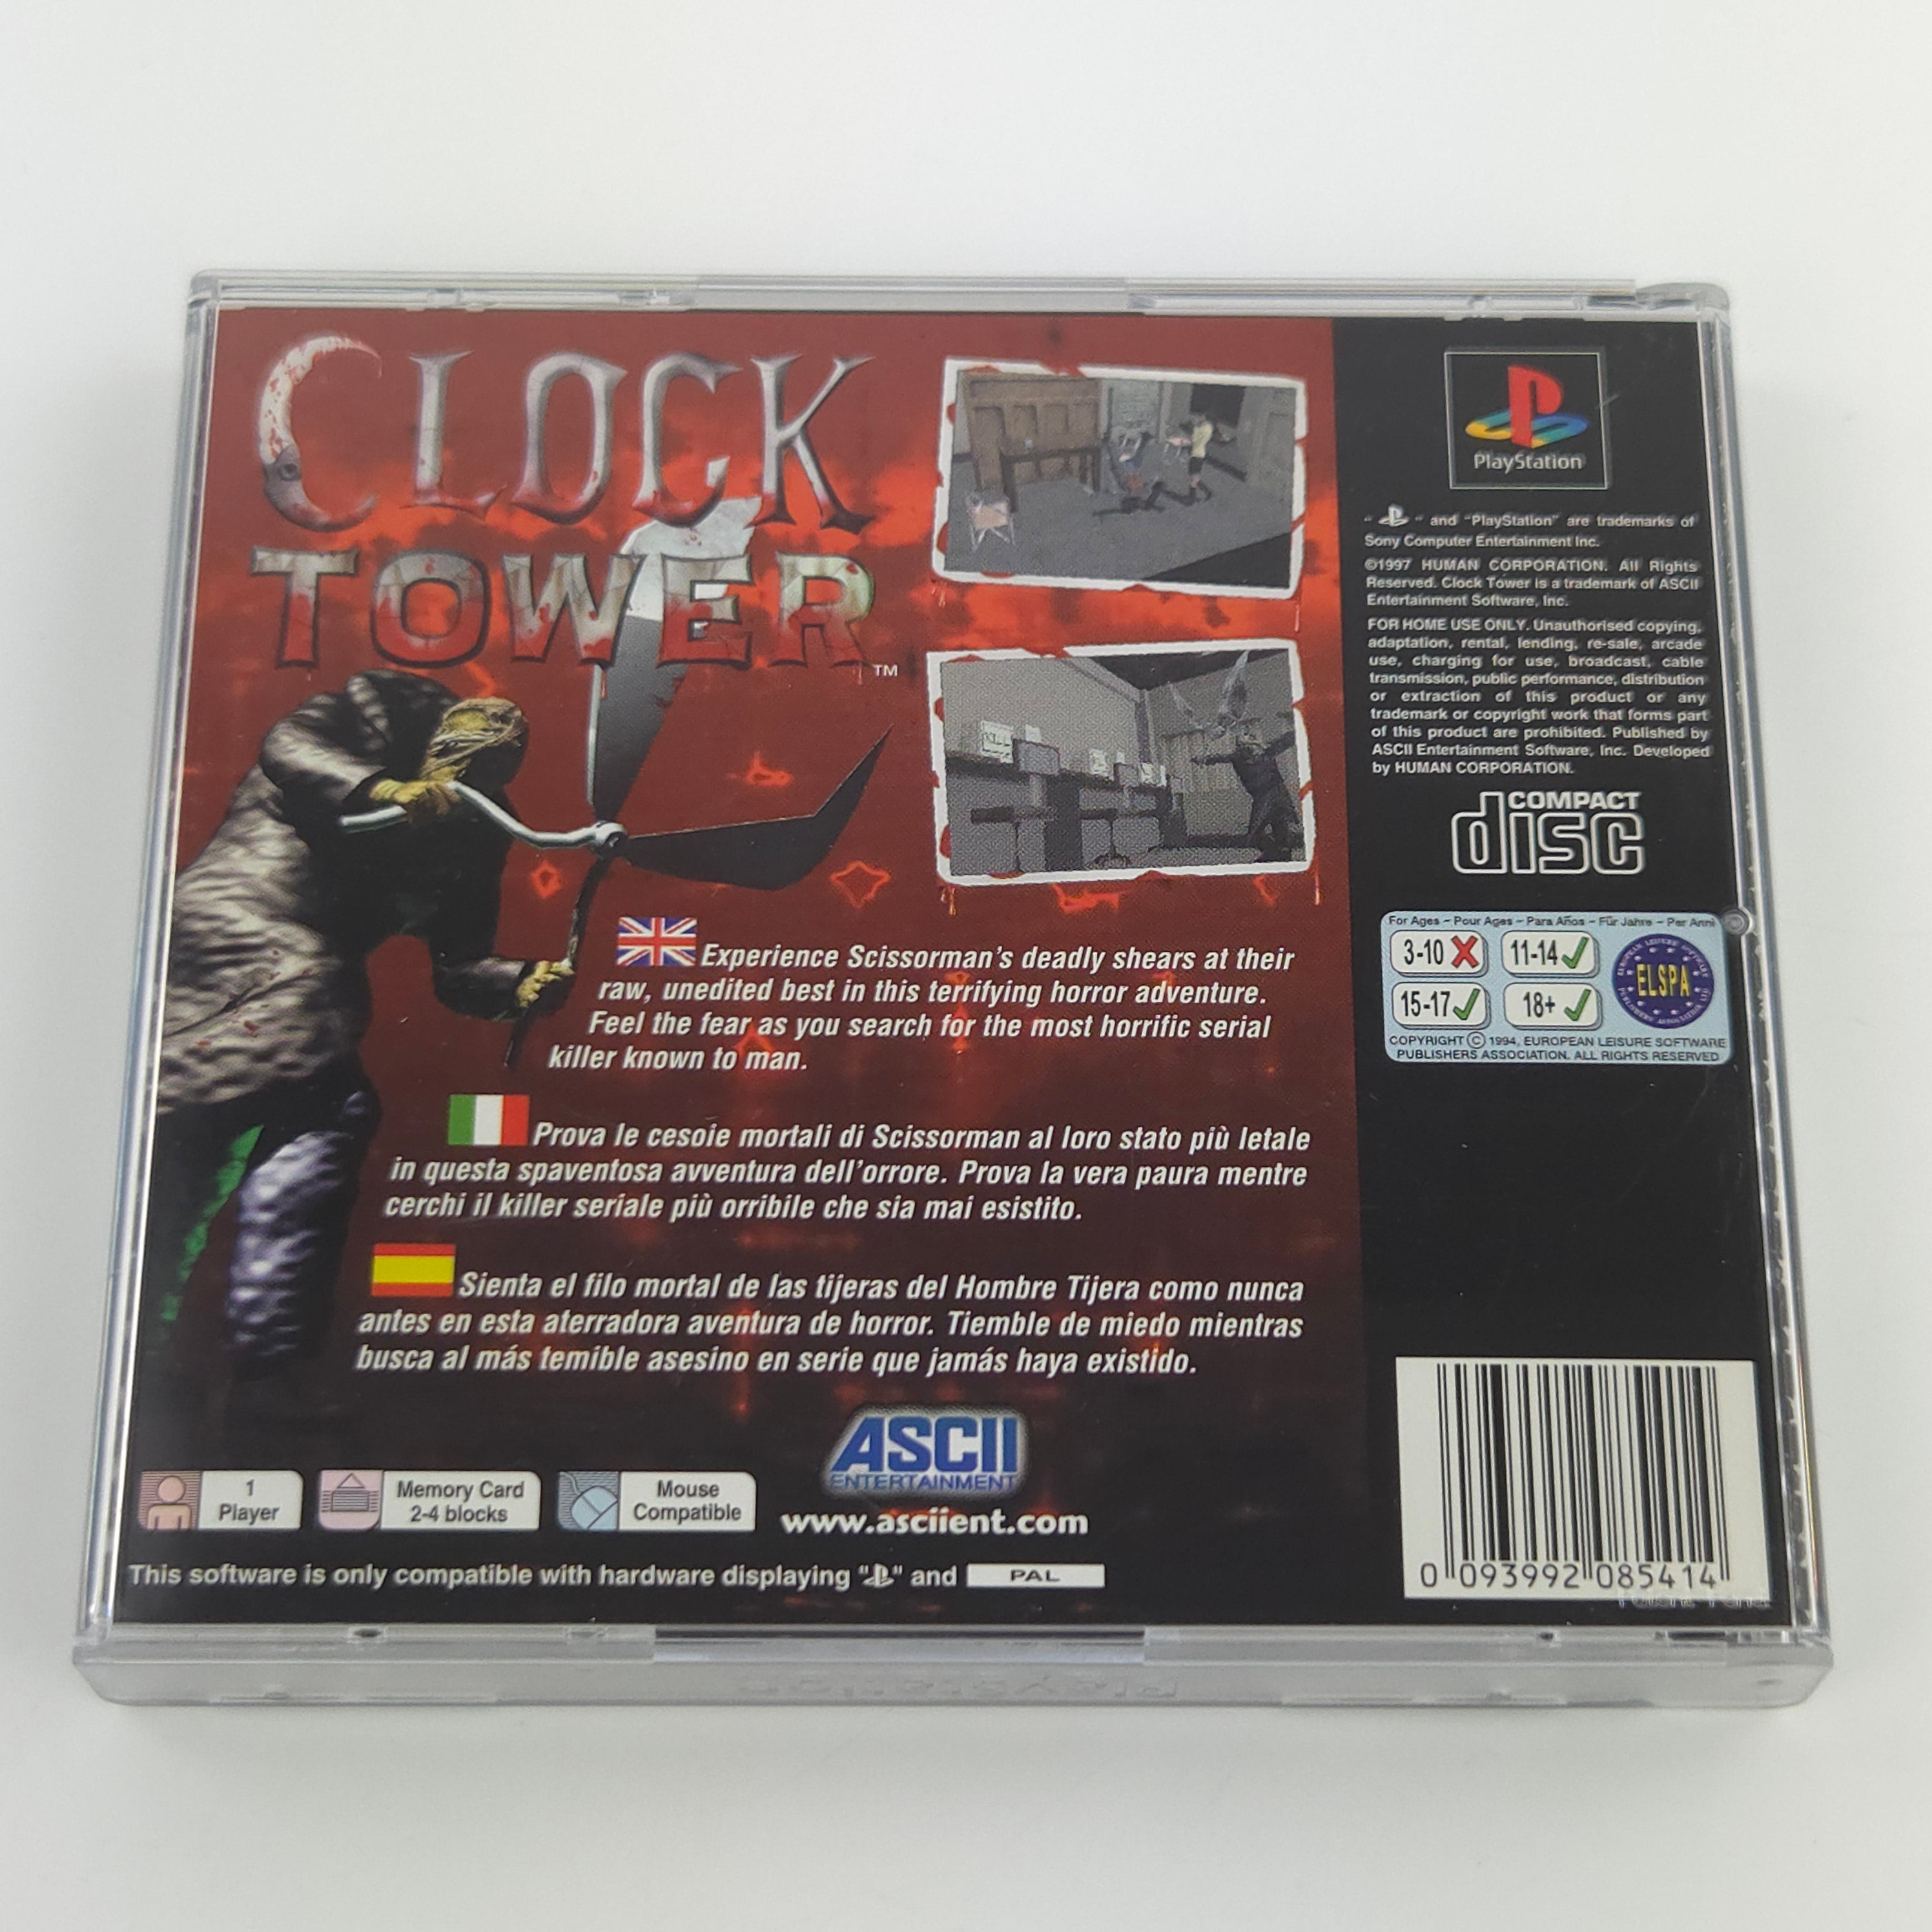 CLOCK
TOWER
™
Experience Scissorman's deadly shears at their
raw, unedited best in this terrifying horror adventure.
Feel the fear as you search for the most horrific serial
killer known to man.
Prova le cesoie mortali di Scissorman al loro stato più letale
in questa spaventosa avventura dell'orrore. Prova la vera paura mentre
cerchi il killer seriale più orribile che sia mai esistito.
Sienta el filo mortal de las tijeras del Hombre Tijera como nunca
antes en esta aterradora aventura de horror. Tiemble de miedo mientras
busca al más temible asesino en serie que jamás haya existido.
ASCII
ENTERTAINMENT
www.asciient.com
1
Player
Memory Card
2-4 blocks
Mouse
Compatible
This software is only compatible with hardware displaying "PS" and PAL
PlayStation
" PS " and "PlayStation" are trademarks of
Sony Computer Entertainment Inc.
©1997 HUMAN CORPORATION. All Rights
Reserved. Clock Tower is a trademark of ASCII
Entertainment Software, Inc.
FOR HOME USE ONLY. Unauthorised copying,
adaptation, rental, lending, re-sale, arcade
use, charging for use, broadcast, cable
transmission, public performance, distribution
or extraction of this product or any
trademark or copyright work that forms part
of this product are prohibited. Published by
ASCII Entertainment Software, Inc. Developed
by HUMAN CORPORATION.
COMPACT
disc
For Ages – Pour Ages – Para Años – Für Jahre – Per Anni
3-10 11-14
15-17 18+
ELSPA
COPYRIGHT © 1994, EUROPEAN LEISURE SOFTWARE
PUBLISHERS ASSOCIATION. ALL RIGHTS RESERVED
0 093992 085414
PlayStation